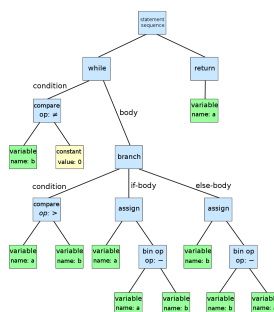 statement
sequence
while
return
condition
compare
op: ≠
body
variable
name: a
variable
name: b
constant
value: 0
branch
condition
if-body
else-body
compare
op: >
assign
assign
variable
name: a
variable
name: b
variable
name: a
bin op
op: −
variable
name: b
bin op
op: −
variable
name: a
variable
name: b
variable
name: b
variable